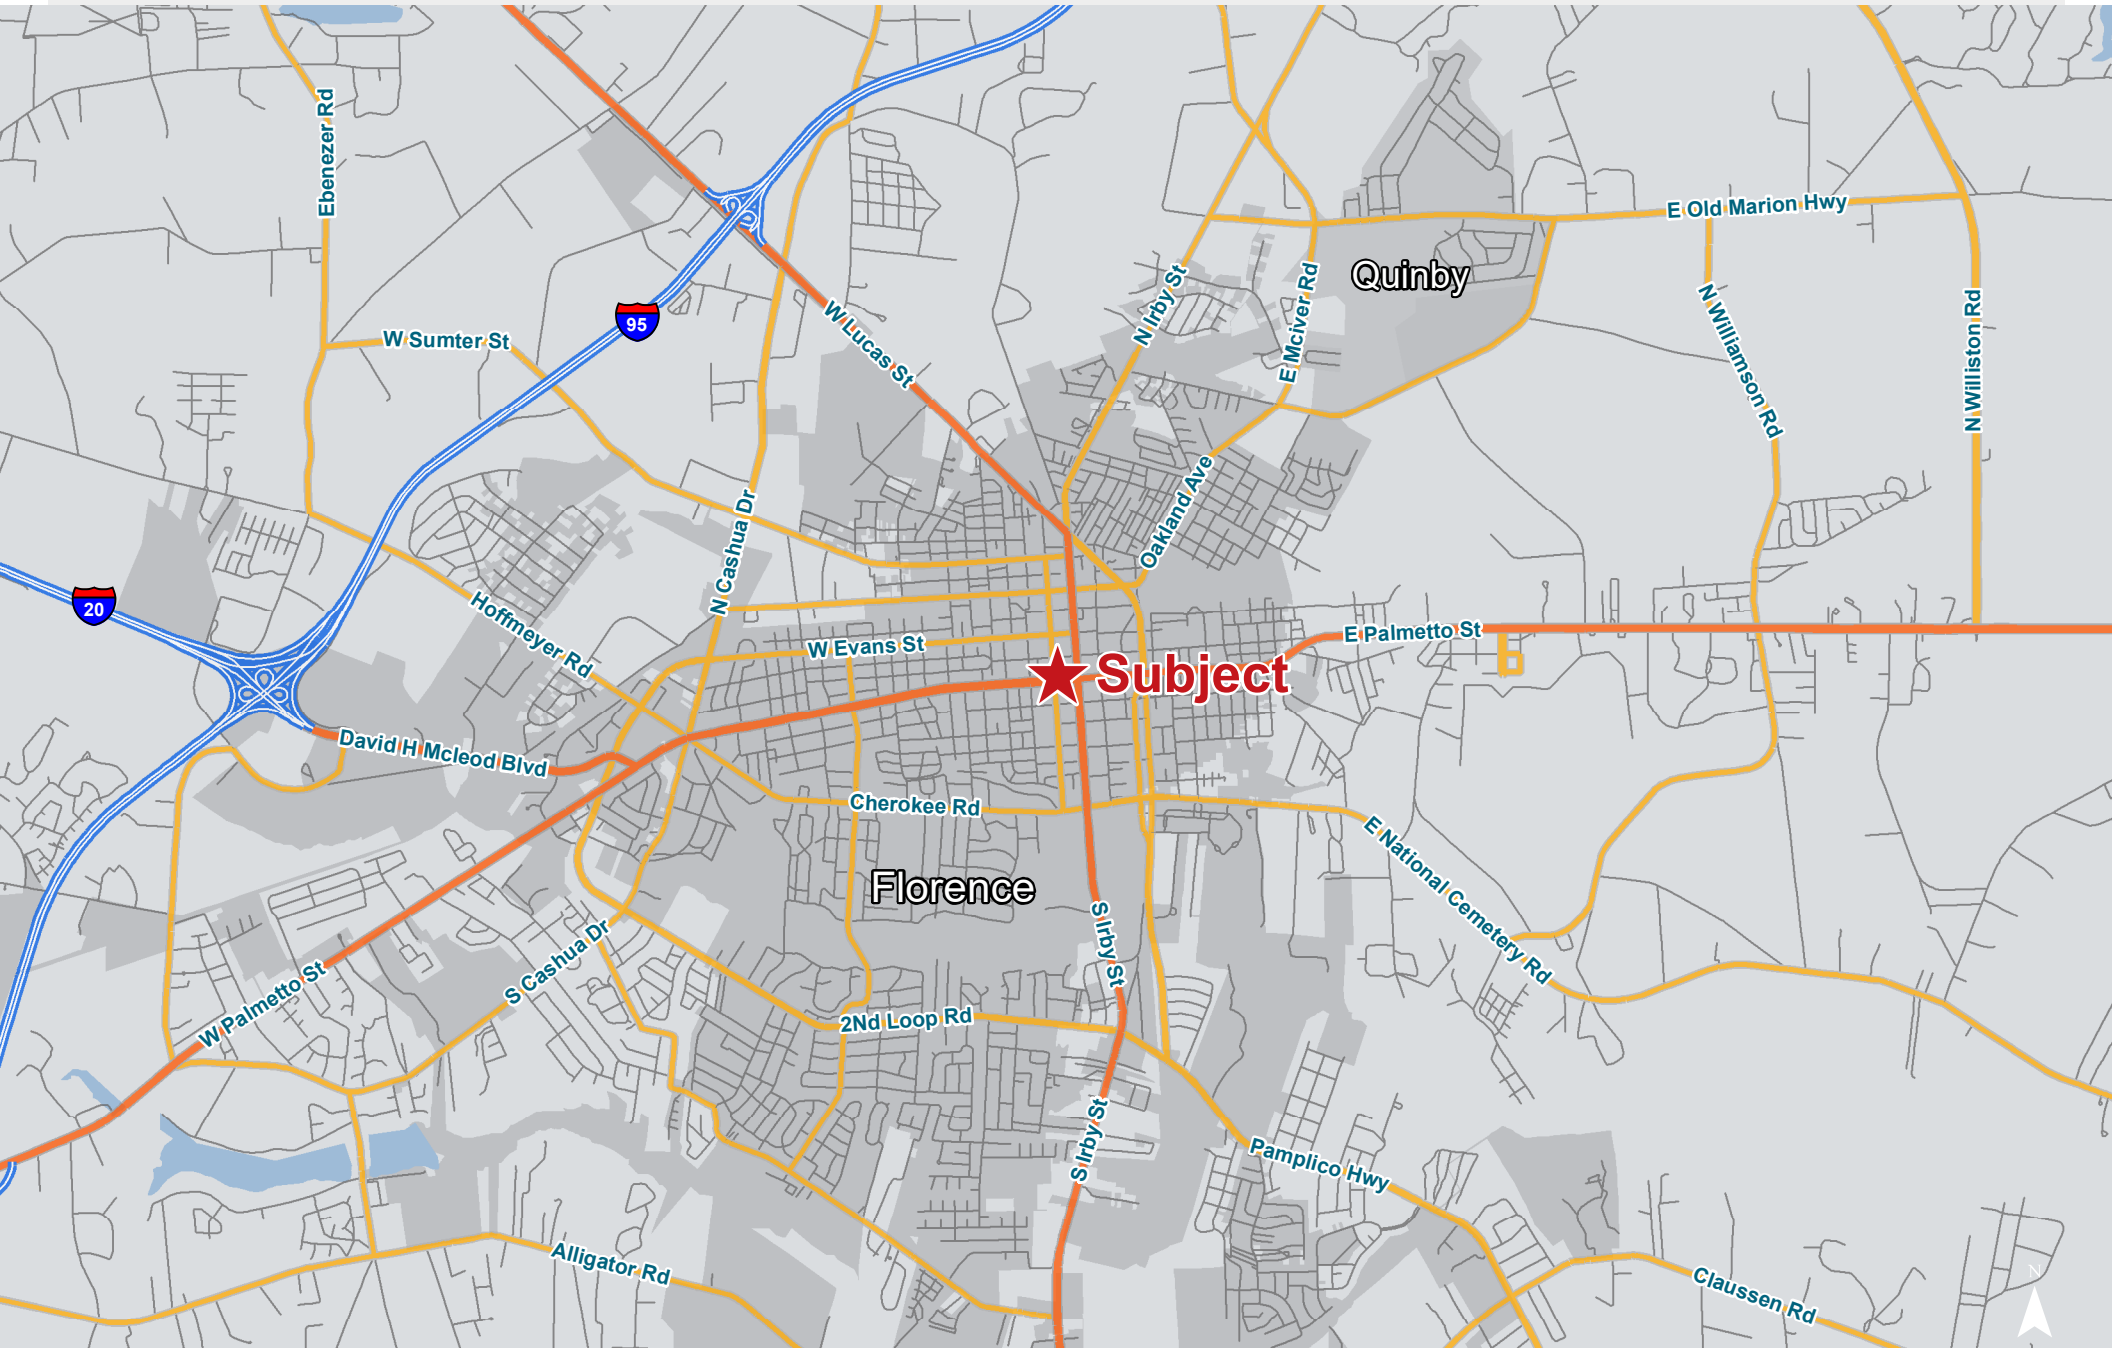 Ebenezer Rd
E Old Marion Hwy
Quinby
N Irby St
E Mciver Rd
95
W Sumter St
W Lucas St
N Williamson Rd
N Williston Rd
Oakland Ave
N Cashua Dr
20
Hoffmeyer Rd
W Evans St
E Palmetto St
Subject
David H Mcleod Blvd
Cherokee Rd
E National Cemetery Rd
Florence
S Irby St
S Cashua Dr
W Palmetto St
2Nd Loop Rd
S Irby St
Pamplico Hwy
Alligator Rd
Claussen Rd
N